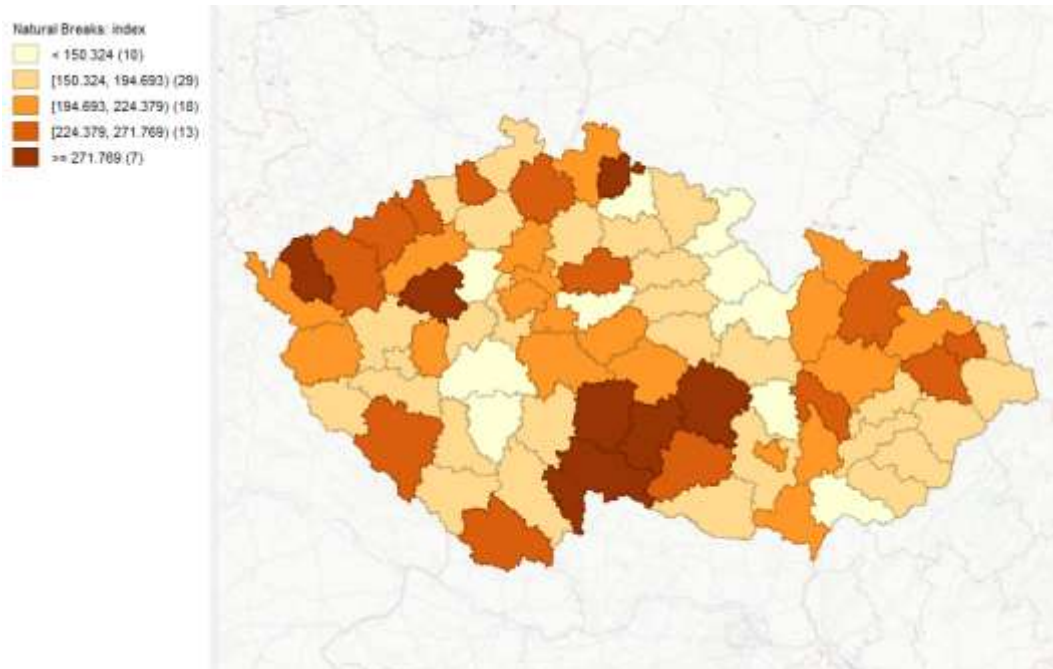 Natural Breaks: index
< 150.324 (10)
[150.324, 194.693) (29)
[194.693, 224.379) (18)
[224.379, 271.769) (13)
>= 271.769 (7)